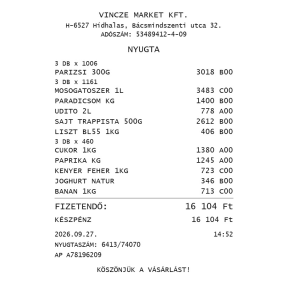 VINCZE MARKET KFT.
H-6527 Hídhalas, Bácsmindszenti utca 32.
ADÓSZÁM: 53489412-4-09
NYUGTA
3 DB x 1006
PARIZSI 300G 3018 B00
3 DB x 1161
MOSOGATOSZER 1L 3483 C00
PARADICSOM KG 1400 B00
UDITO 2L 778 A00
SAJT TRAPPISTA 500G 2612 B00
LISZT BL55 1KG 406 B00
3 DB x 460
CUKOR 1KG 1380 A00
PAPRIKA KG 1245 A00
KENYER FEHER 1KG 723 C00
JOGHURT NATUR 346 B00
BANAN 1KG 713 C00
FIZETENDŐ: 16 104 Ft
KÉSZPÉNZ 16 104 Ft
2026.09.27. 14:52
NYUGTASZÁM: 6413/74070
AP A78196209
KÖSZÖNJÜK A VÁSÁRLÁST!